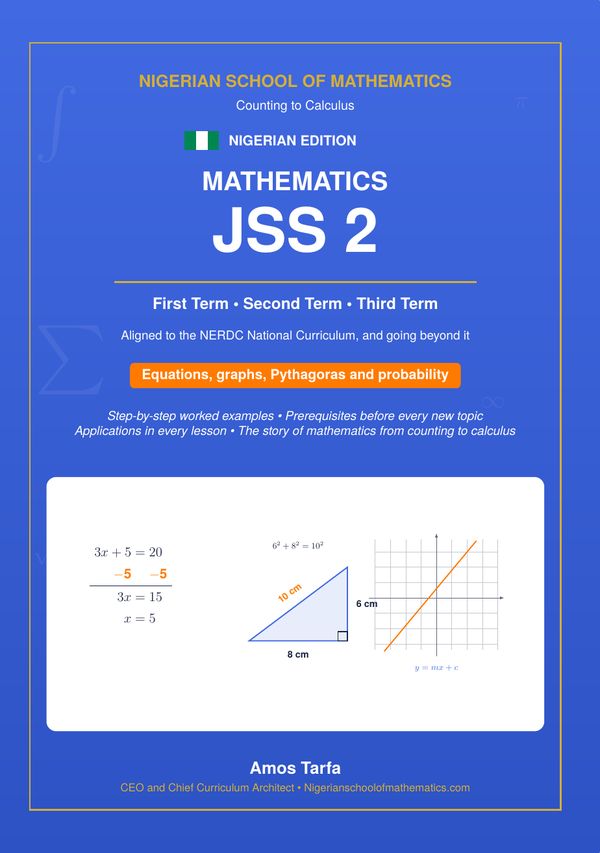 NIGERIAN SCHOOL OF MATHEMATICS
Counting to Calculus
NIGERIAN EDITION
MATHEMATICS
JSS 2
First Term • Second Term • Third Term
Aligned to the NERDC National Curriculum, and going beyond it
Equations, graphs, Pythagoras and probability
Step-by-step worked examples • Prerequisites before every new topic
Applications in every lesson • The story of mathematics from counting to calculus
3x + 5 = 20
−5 −5
3x = 15
x = 5
6² + 8² = 10²
10 cm
6 cm
8 cm
y = mx + c
Amos Tarfa
CEO and Chief Curriculum Architect • Nigerianschoolofmathematics.com
∫
π
Σ
∞